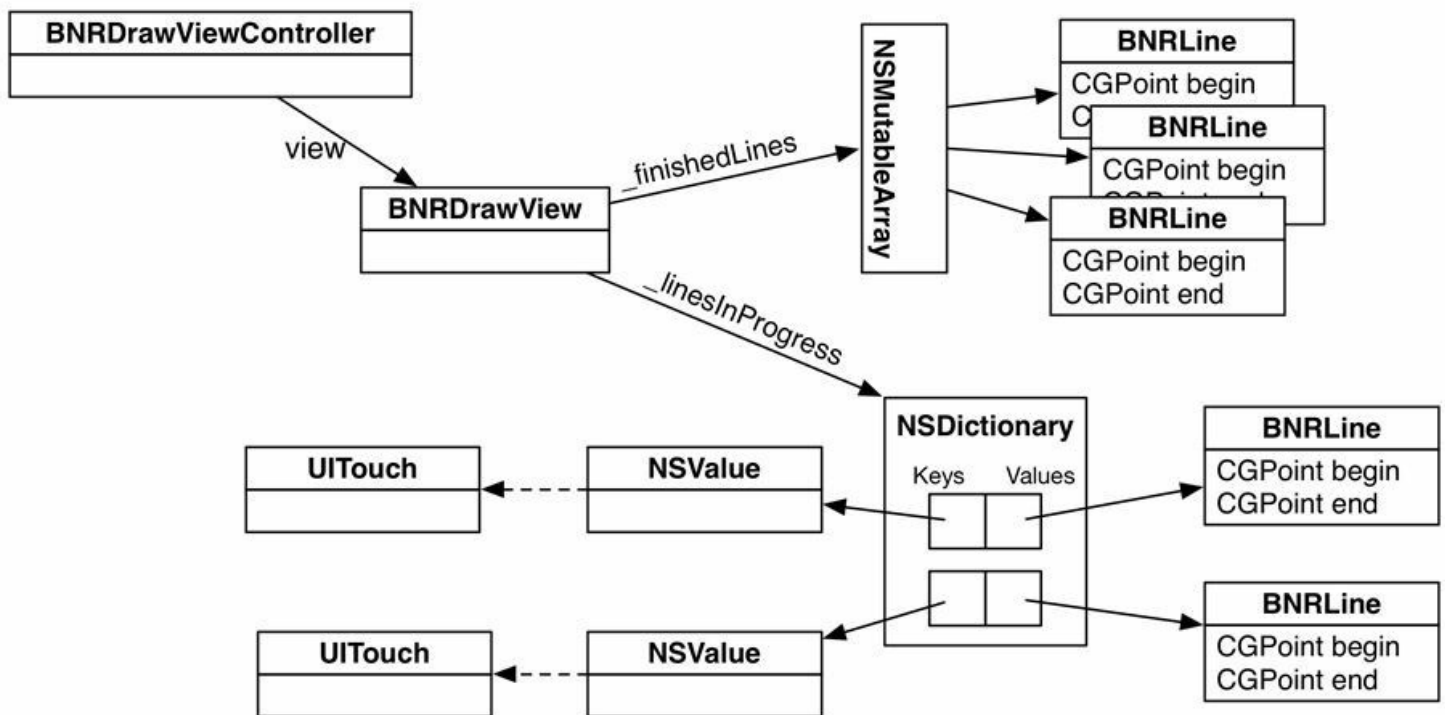 BNRDrawViewController
view
BNRDrawView
_finishedLines
NSMutableArray
BNRLine
CGPoint begin
BNRLine
CGPoint begin
BNRLine
CGPoint begin
CGPoint end
_linesInProgress
NSDictionary
Keys Values
UITouch
NSValue
BNRLine
CGPoint begin
CGPoint end
UITouch
NSValue
BNRLine
CGPoint begin
CGPoint end